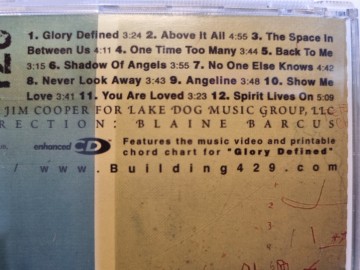 1. Glory Defined 3:24 2. Above It All 4:55 3. The Space In
Between Us 4:11 4. One Time Too Many 3:44 5. Back To Me
3:15 6. Shadow Of Angels 3:55 7. No One Else Knows 4:42
8. Never Look Away 3:43 9. Angeline 4:28 10. Show Me
Love 3:41 11. You Are Loved 3:23 12. Spirit Lives On 5:09
JIM COOPER FOR LAKE DOG MUSIC GROUP, LLC
RECTION: BLAINE BARCUS
enhanced CD Features the music video and printable
chord chart for "Glory Defined"
/ www.Building429.com